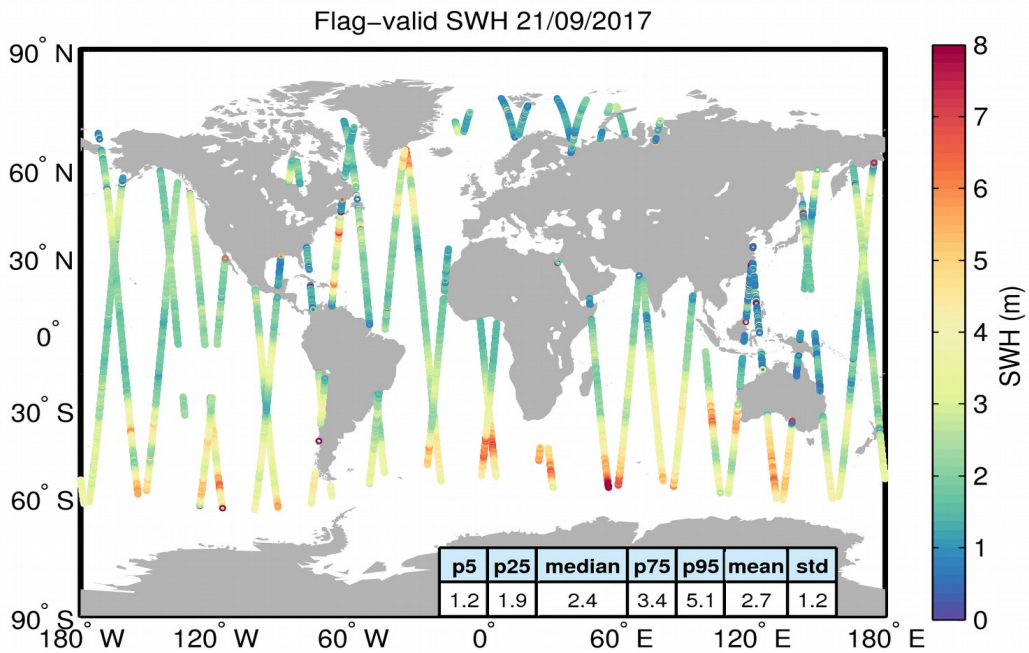 Flag−valid SWH 21/09/2017
90° N
60° N
30° N
0°
30° S
60° S
90° S
180° W
120° W
60° W
0°
60° E
120° E
180° E
p5 p25 median p75 p95 mean std
1.2 1.9 2.4 3.4 5.1 2.7 1.2
8
7
6
5
4
3
2
1
0
SWH (m)